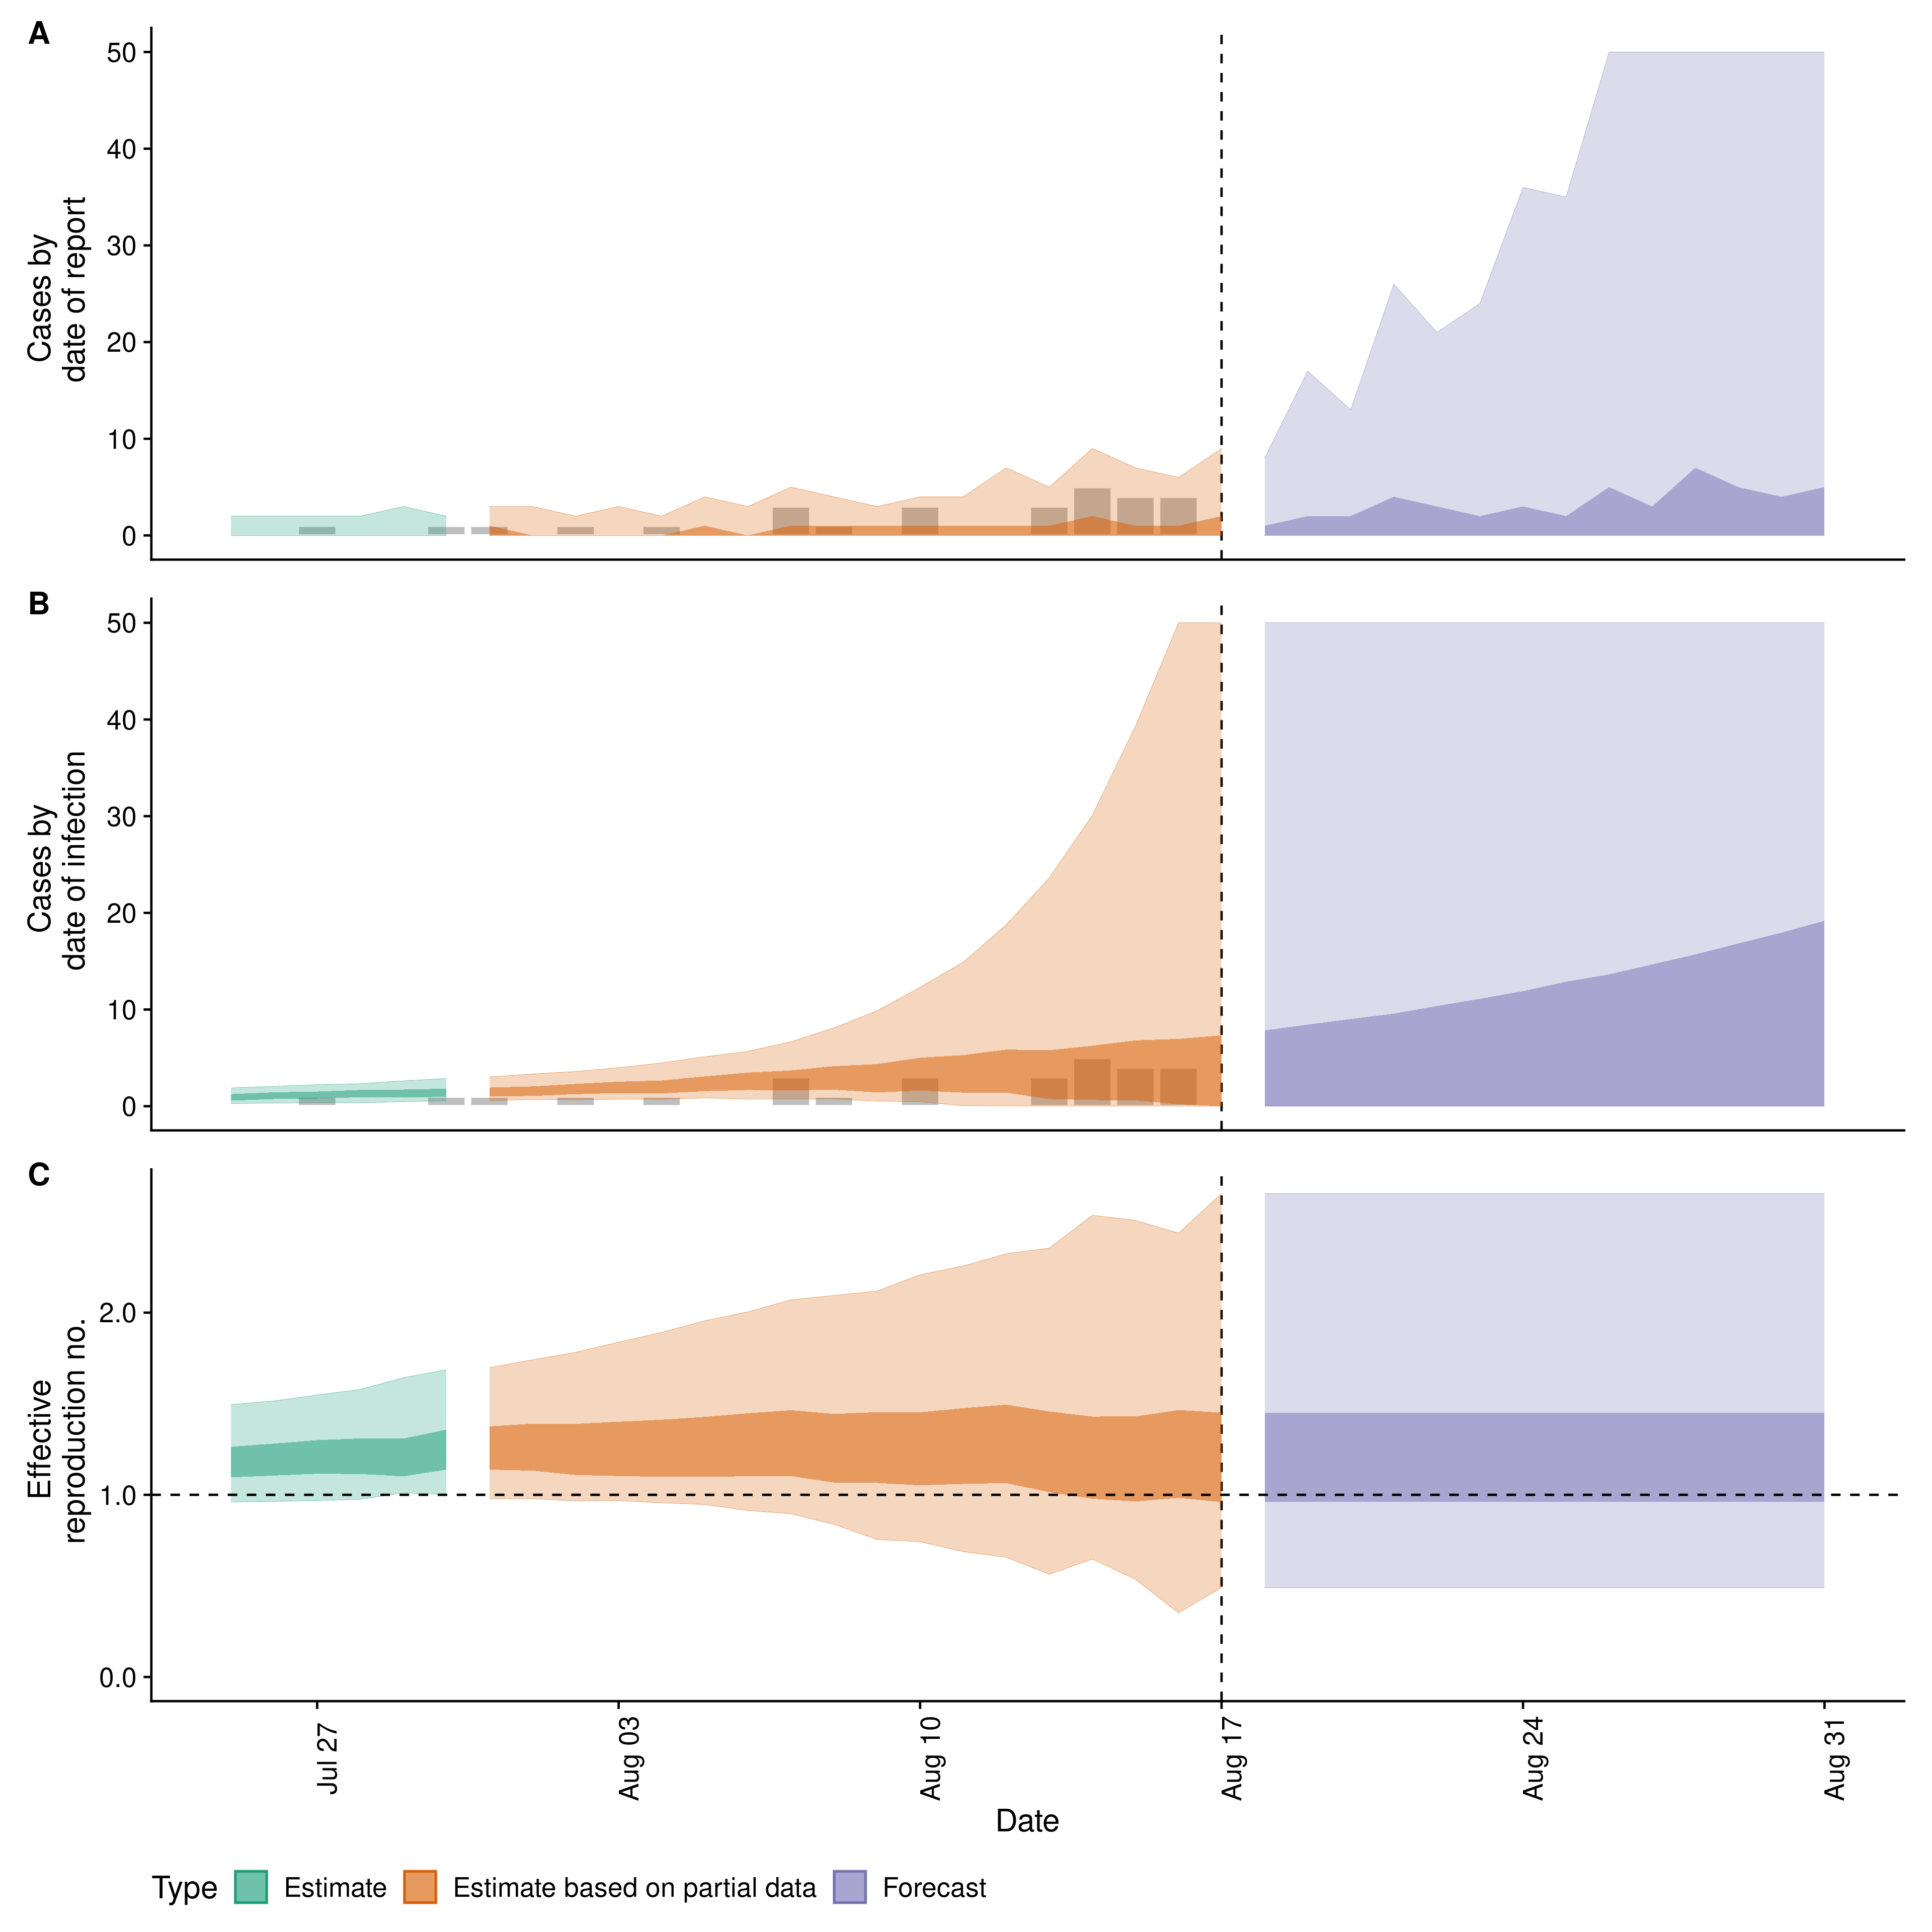 A
50
40
30
20
10
0
Cases by
date of report
B
50
40
30
20
10
0
Cases by
date of infection
C
2.0
1.0
0.0
Effective
reproduction no.
Jul 27
Aug 03
Aug 10
Aug 17
Aug 24
Aug 31
Date
Type Estimate Estimate based on partial data Forecast